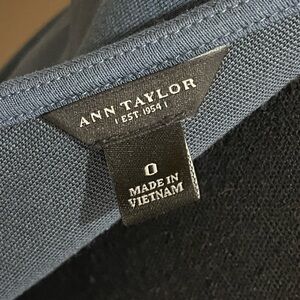 ANN TAYLOR
| EST. 1954 |
0
MADE IN
VIETNAM